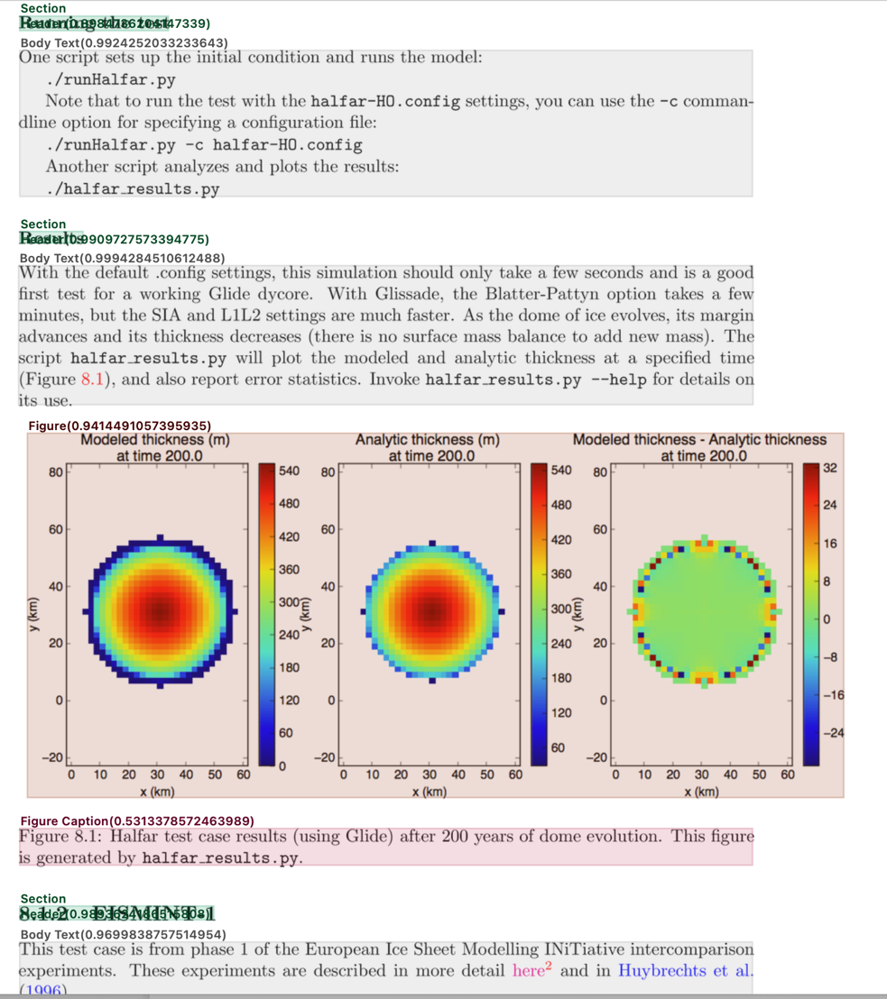 Section
Running the test
Body Text(0.9924252033233643)
One script sets up the initial condition and runs the model:
./runHalfar.py
Note that to run the test with the halfar-HO.config settings, you can use the -c comman-
dline option for specifying a configuration file:
./runHalfar.py -c halfar-HO.config
Another script analyzes and plots the results:
./halfar_results.py
Section
Results
Header(0.9909727573394775)
Body Text(0.9994284510612488)
With the default .config settings, this simulation should only take a few seconds and is a good
first test for a working Glide dycore. With Glissade, the Blatter-Pattyn option takes a few
minutes, but the SIA and L1L2 settings are much faster. As the dome of ice evolves, its margin
advances and its thickness decreases (there is no surface mass balance to add new mass). The
script halfar_results.py will plot the modeled and analytic thickness at a specified time
(Figure 8.1), and also report error statistics. Invoke halfar_results.py --help for details on
its use.
Figure(0.9414491057395935)
Modeled thickness (m)
at time 200.0
80
60
40
20
0
−20
y (km)
0 10 20 30 40 50 60
x (km)
540
480
420
360
300
240
180
120
60
0
Analytic thickness (m)
at time 200.0
80
60
40
20
0
−20
y (km)
0 10 20 30 40 50 60
x (km)
540
480
420
360
300
240
180
120
60
Modeled thickness - Analytic thickness
at time 200.0
80
60
40
20
0
−20
y (km)
0 10 20 30 40 50 60
x (km)
32
24
16
8
0
−8
−16
−24
Figure Caption(0.5313378572463989)
Figure 8.1: Halfar test case results (using Glide) after 200 years of dome evolution. This figure
is generated by halfar_results.py.
Section
8.1.2 EISMINT-1
Body Text(0.9699838757514954)
This test case is from phase 1 of the European Ice Sheet Modelling INiTiative intercomparison
experiments. These experiments are described in more detail here2 and in Huybrechts et al.
(1996)